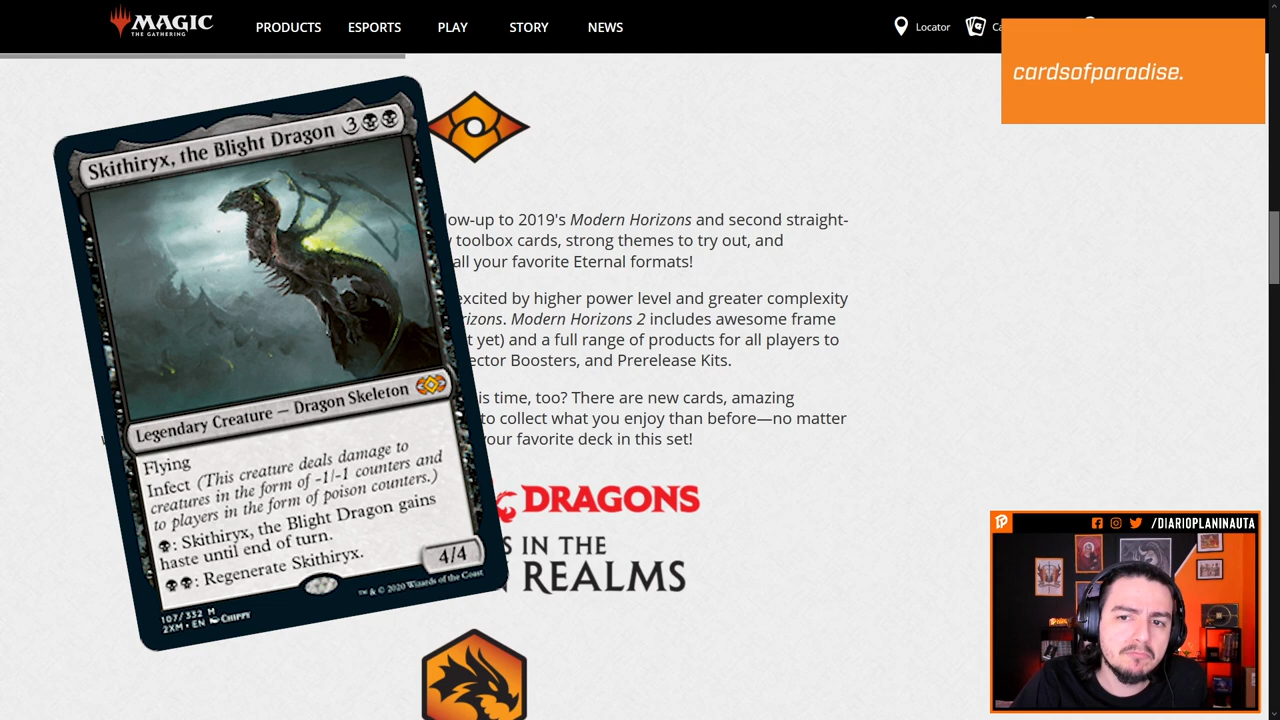 MAGIC
THE GATHERING
PRODUCTS
ESPORTS
PLAY
STORY
NEWS
Locator
cardsofparadise.
Skithiryx, the Blight Dragon 3
Legendary Creature — Dragon Skeleton
Flying
Infect (This creature deals damage to
creatures in the form of -1/-1 counters and
to players in the form of poison counters.)
: Skithiryx, the Blight Dragon gains
haste until end of turn.
: Regenerate Skithiryx.
4/4
107/332 M
2XM • EN CHIPPY
™ & © 2020 Wizards of the Coast
low-up to 2019's Modern Horizons and second straight-
toolbox cards, strong themes to try out, and
all your favorite Eternal formats!
excited by higher power level and greater complexity
rizons. Modern Horizons 2 includes awesome frame
t yet) and a full range of products for all players to
ector Boosters, and Prerelease Kits.
is time, too? There are new cards, amazing
to collect what you enjoy than before—no matter
your favorite deck in this set!
DRAGONS
S IN THE
REALMS
/DIARIOPLANINAUTA